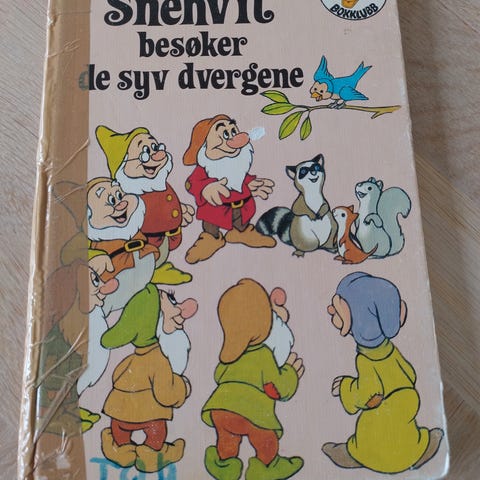 Snehvit
besøker
de syv dvergene
BOKKLUBB